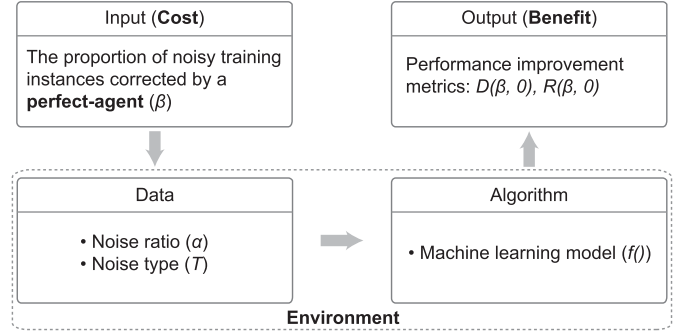 Input (Cost)
The proportion of noisy training
instances corrected by a
perfect-agent (β)
Output (Benefit)
Performance improvement
metrics: D(β, 0), R(β, 0)
Data
• Noise ratio (α)
• Noise type (T)
Algorithm
• Machine learning model (f())
Environment